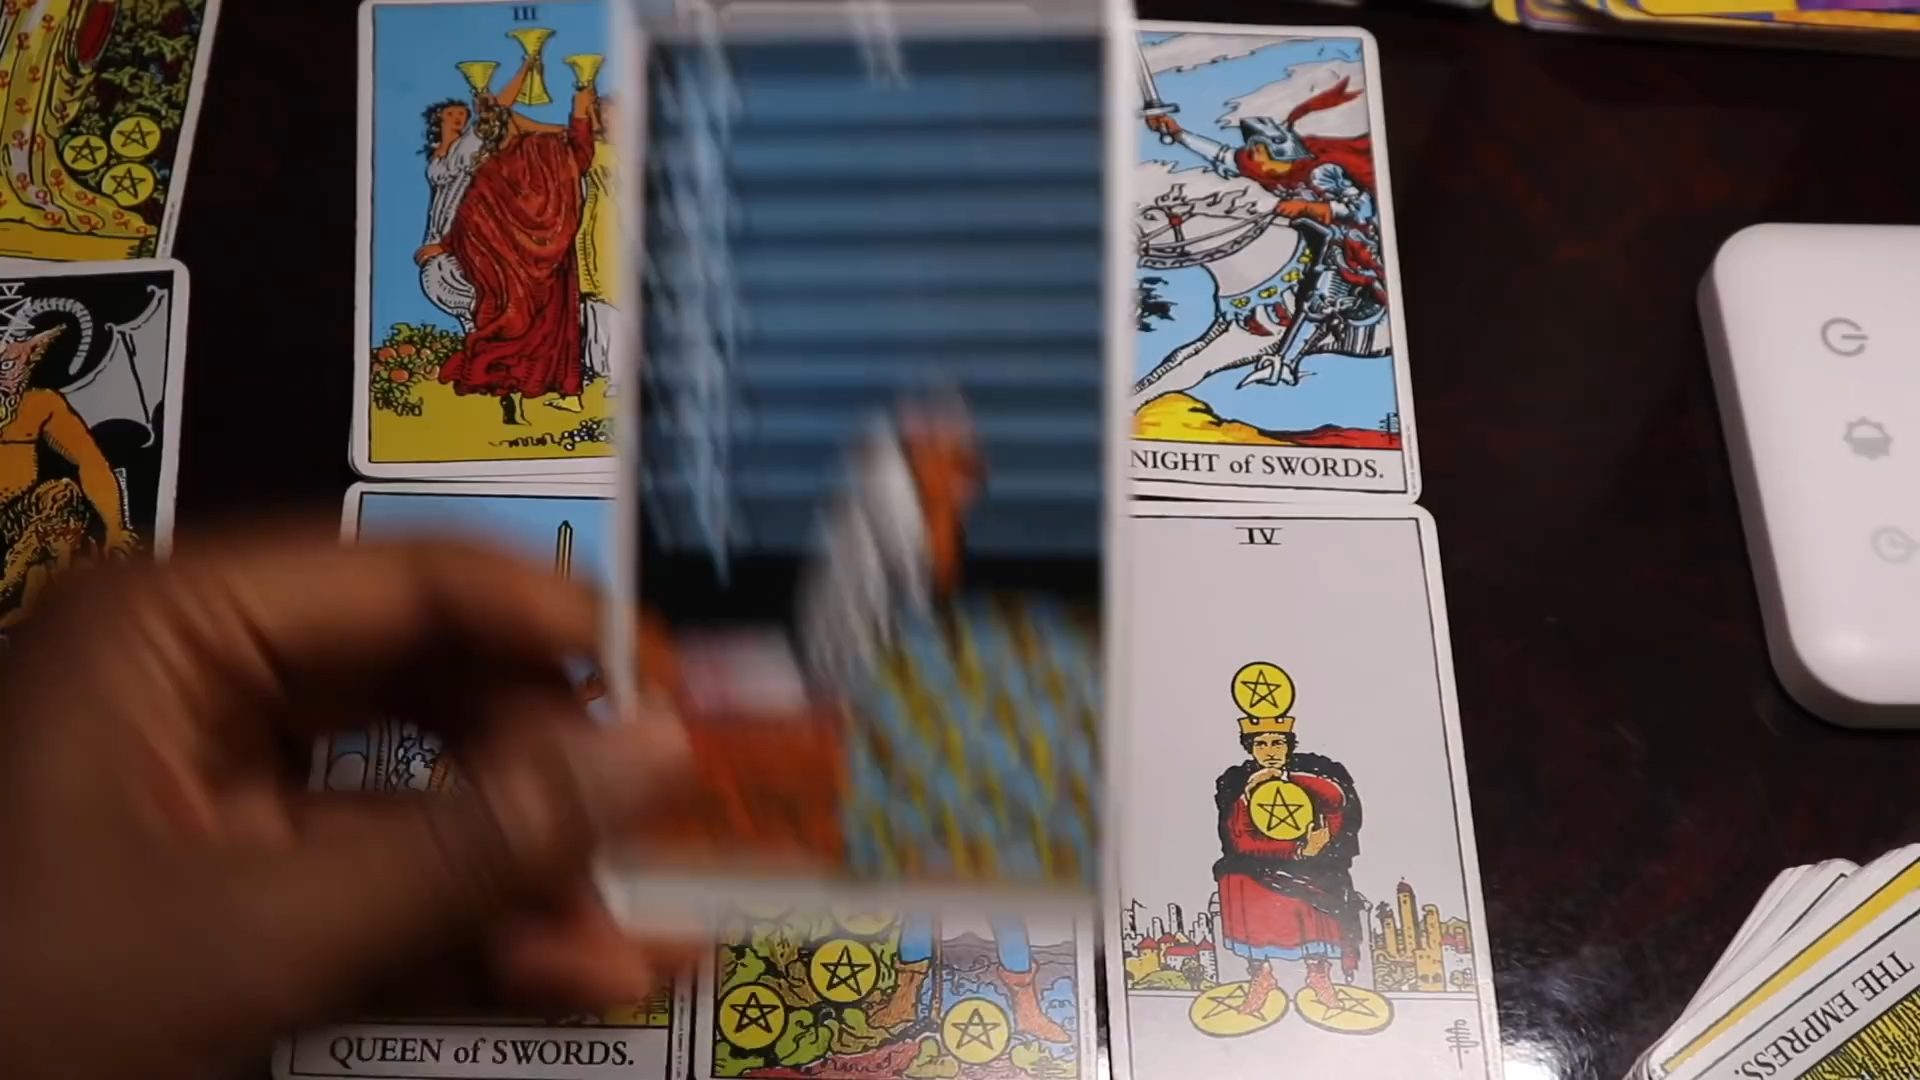 III
NIGHT of SWORDS.
IV
QUEEN of SWORDS.
THE EMPRESS.